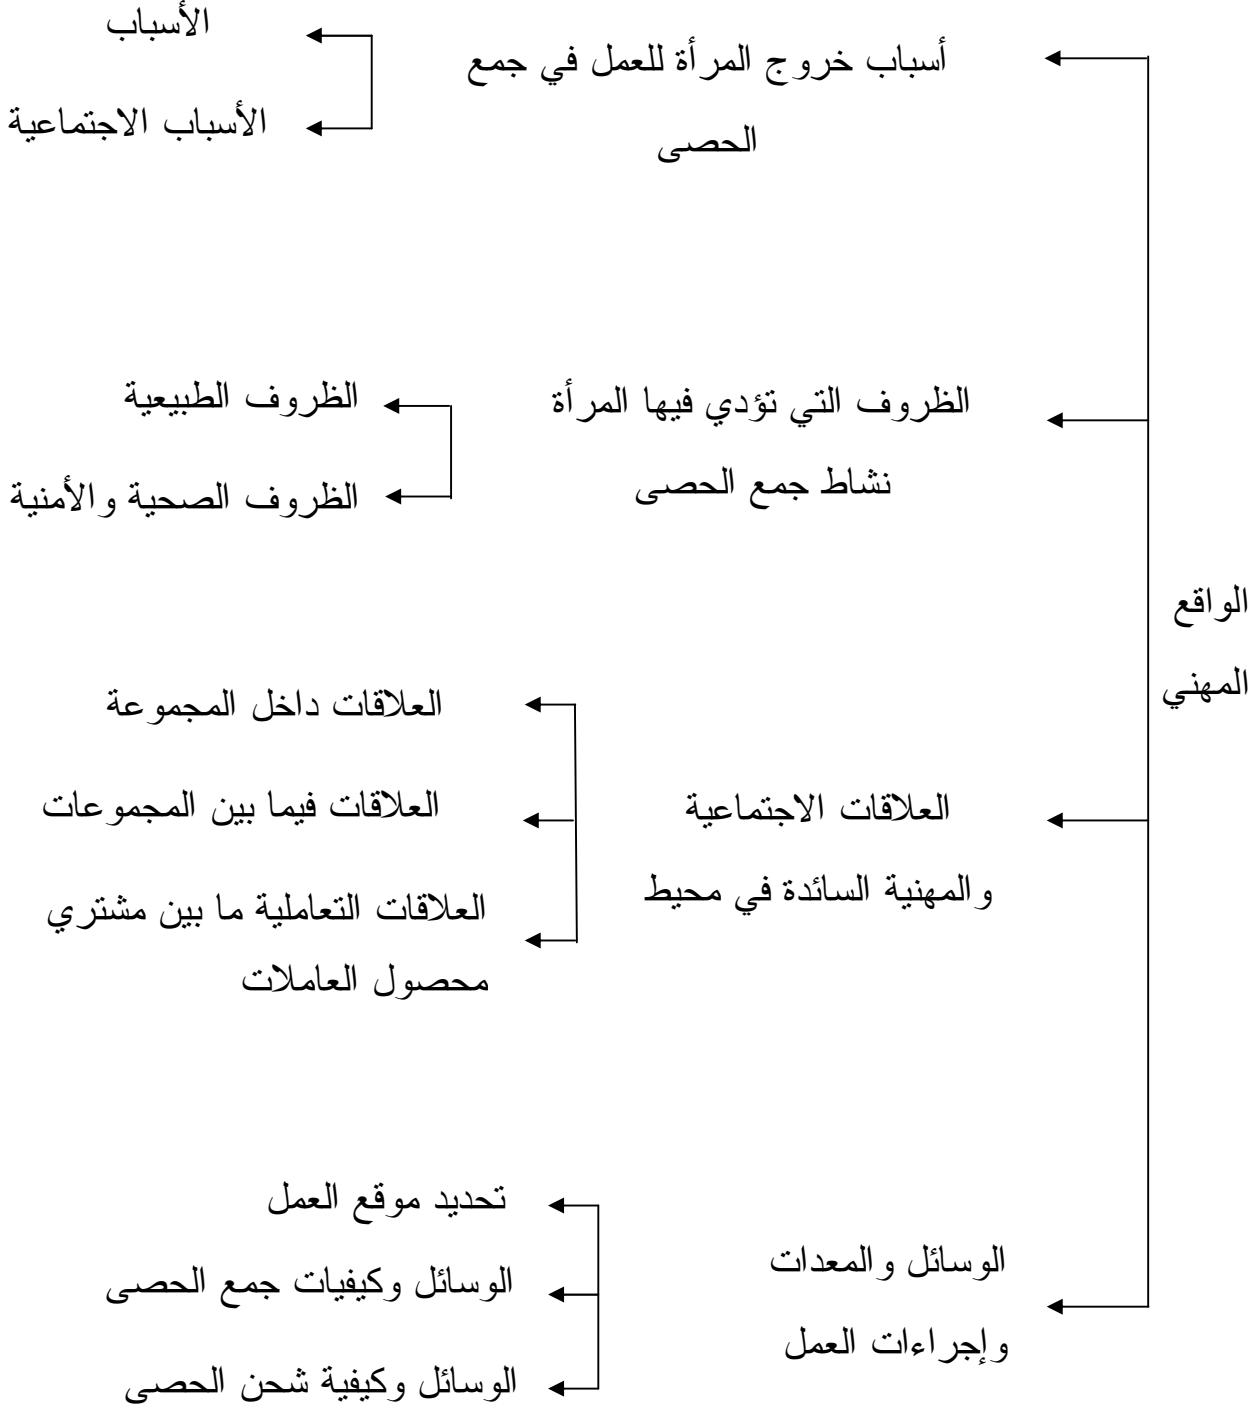 الواقع
المهني
أسباب خروج المرأة للعمل في جمع
الحصى
الأسباب
الأسباب الاجتماعية
الظروف التي تؤدي فيها المرأة
نشاط جمع الحصى
الظروف الطبيعية
الظروف الصحية والأمنية
العلاقات الاجتماعية
والمهنية السائدة في محيط
العلاقات داخل المجموعة
العلاقات فيما بين المجموعات
العلاقات التعاملية ما بين مشتري
محصول العاملات
الوسائل والمعدات
وإجراءات العمل
تحديد موقع العمل
الوسائل وكيفيات جمع الحصى
الوسائل وكيفية شحن الحصى